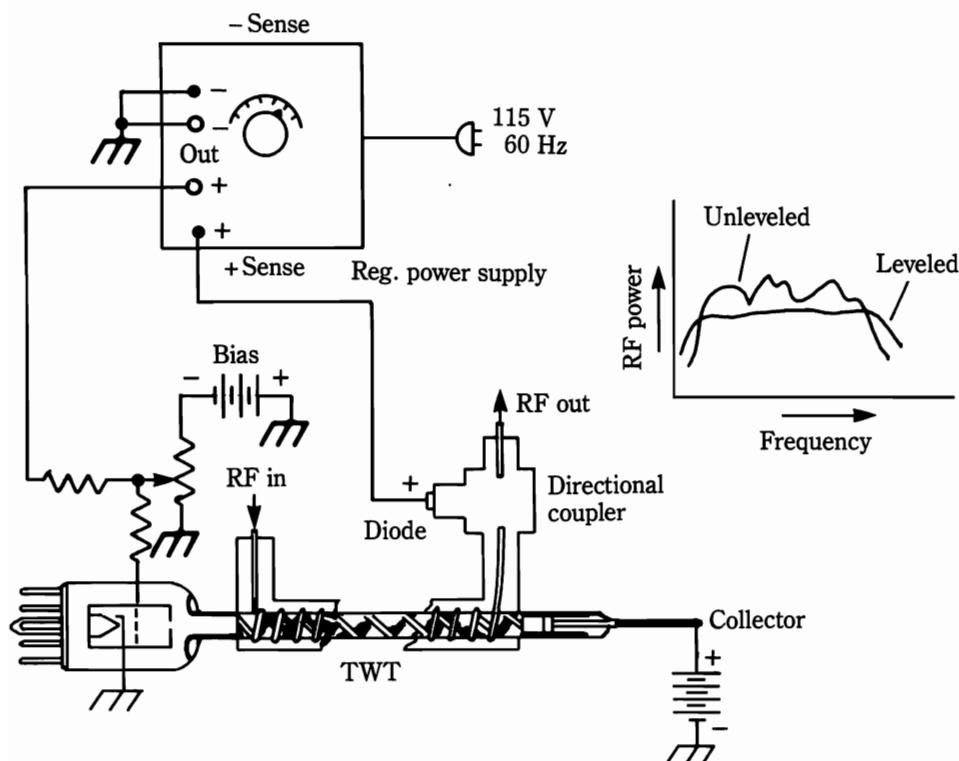 – Sense
–
–
Out
+
+
+ Sense
Reg. power supply
115 V
60 Hz
Unleveled
Leveled
RF power
Frequency
Bias
–
+
RF in
RF out
+
Diode
Directional
coupler
TWT
Collector
+
–